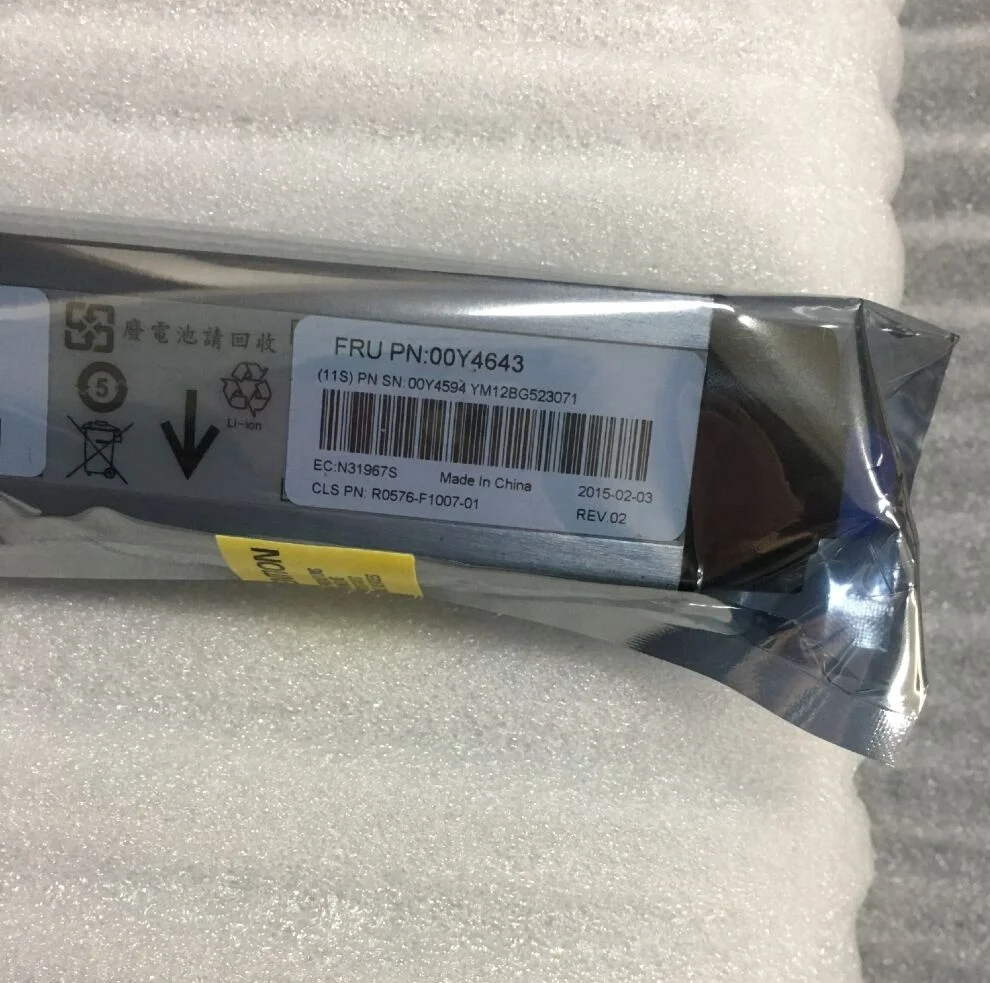 廢電池請回收
5
Li-ion
FRU PN:00Y4643
(11S) PN SN:00Y4594 YM12BG523071
EC:N31967S Made In China 2015-02-03
CLS PN: R0576-F1007-01 REV.02